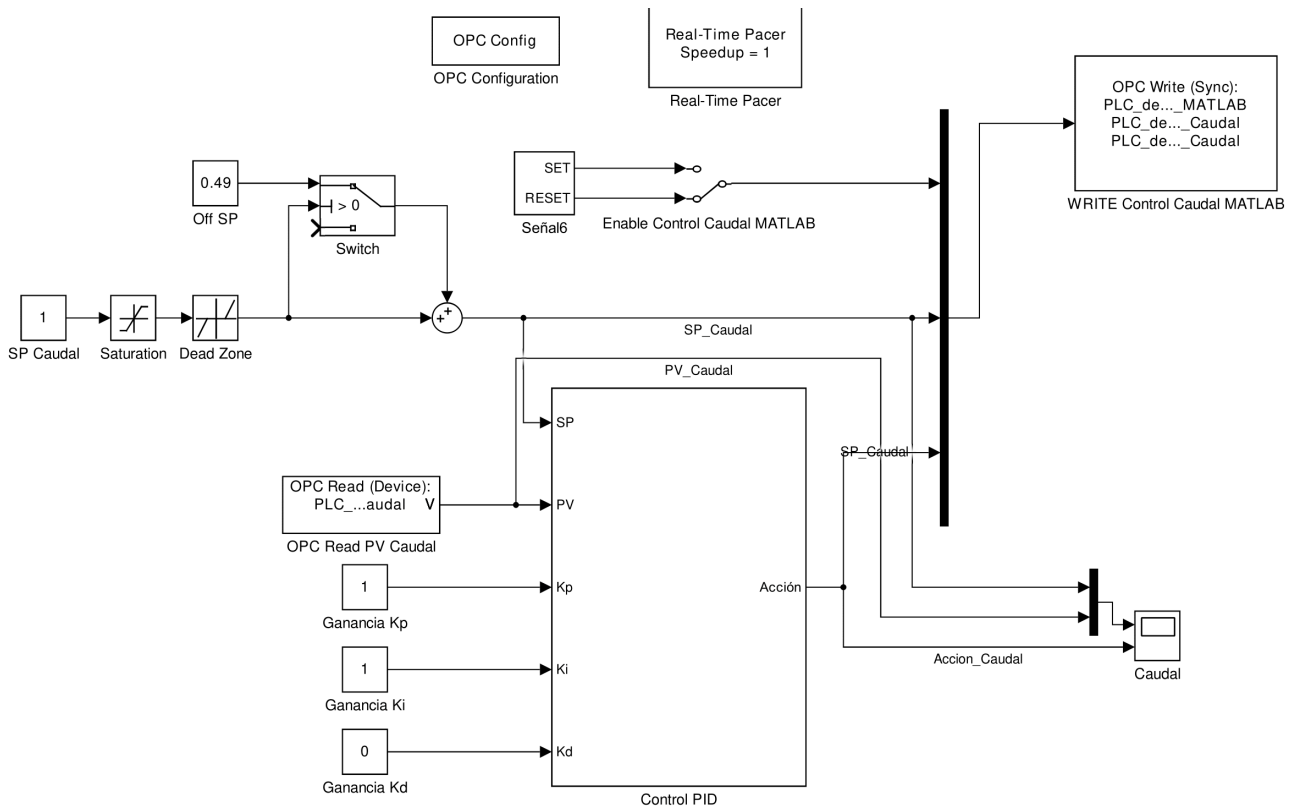 OPC Config
OPC Configuration
Real-Time Pacer
Speedup = 1
Real-Time Pacer
OPC Write (Sync):
PLC_de..._MATLAB
PLC_de..._Caudal
PLC_de..._Caudal
WRITE Control Caudal MATLAB
0.49
Off SP
> 0
Switch
SET
RESET
Señal6
Enable Control Caudal MATLAB
1
SP Caudal
Saturation
Dead Zone
++
SP_Caudal
PV_Caudal
SP
PV
Kp
Ki
Kd
Acción
Control PID
SP_Caudal
OPC Read (Device):
PLC_...audal
V
OPC Read PV Caudal
1
Ganancia Kp
1
Ganancia Ki
0
Ganancia Kd
Accion_Caudal
Caudal